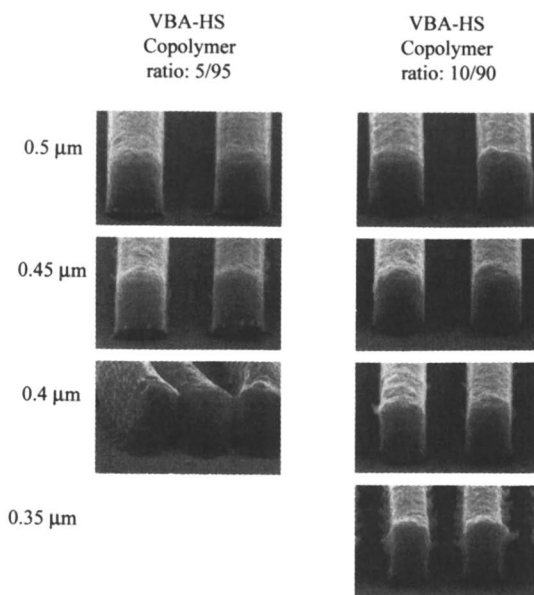 VBA-HS
Copolymer
ratio: 5/95
VBA-HS
Copolymer
ratio: 10/90
0.5 μm
0.45 μm
0.4 μm
0.35 μm